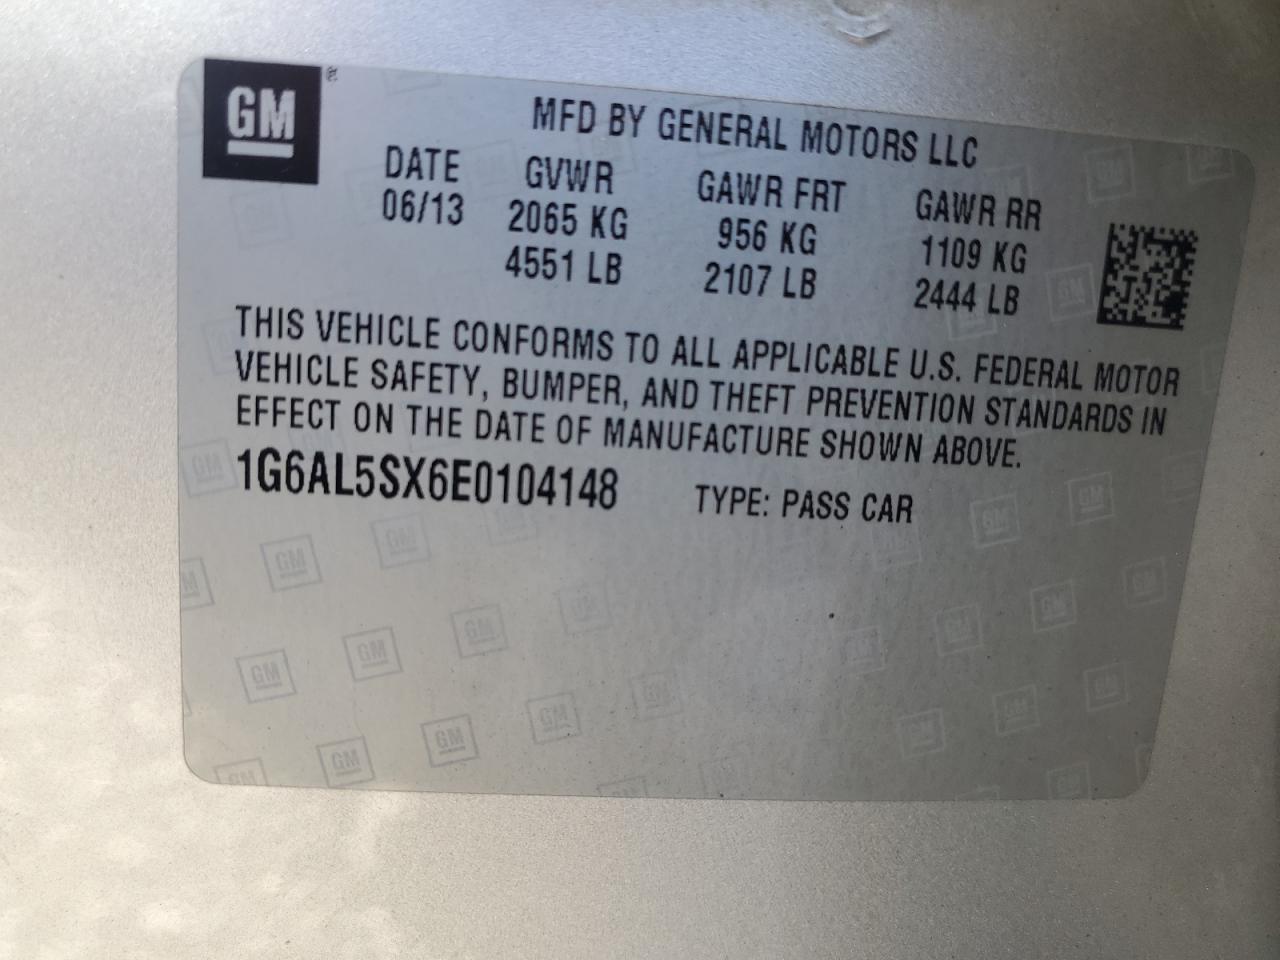 GM
®
MFD BY GENERAL MOTORS LLC
DATE GVWR GAWR FRT GAWR RR
06/13 2065 KG 956 KG 1109 KG
4551 LB 2107 LB 2444 LB
THIS VEHICLE CONFORMS TO ALL APPLICABLE U.S. FEDERAL MOTOR
VEHICLE SAFETY, BUMPER, AND THEFT PREVENTION STANDARDS IN
EFFECT ON THE DATE OF MANUFACTURE SHOWN ABOVE.
1G6AL5SX6E0104148 TYPE: PASS CAR